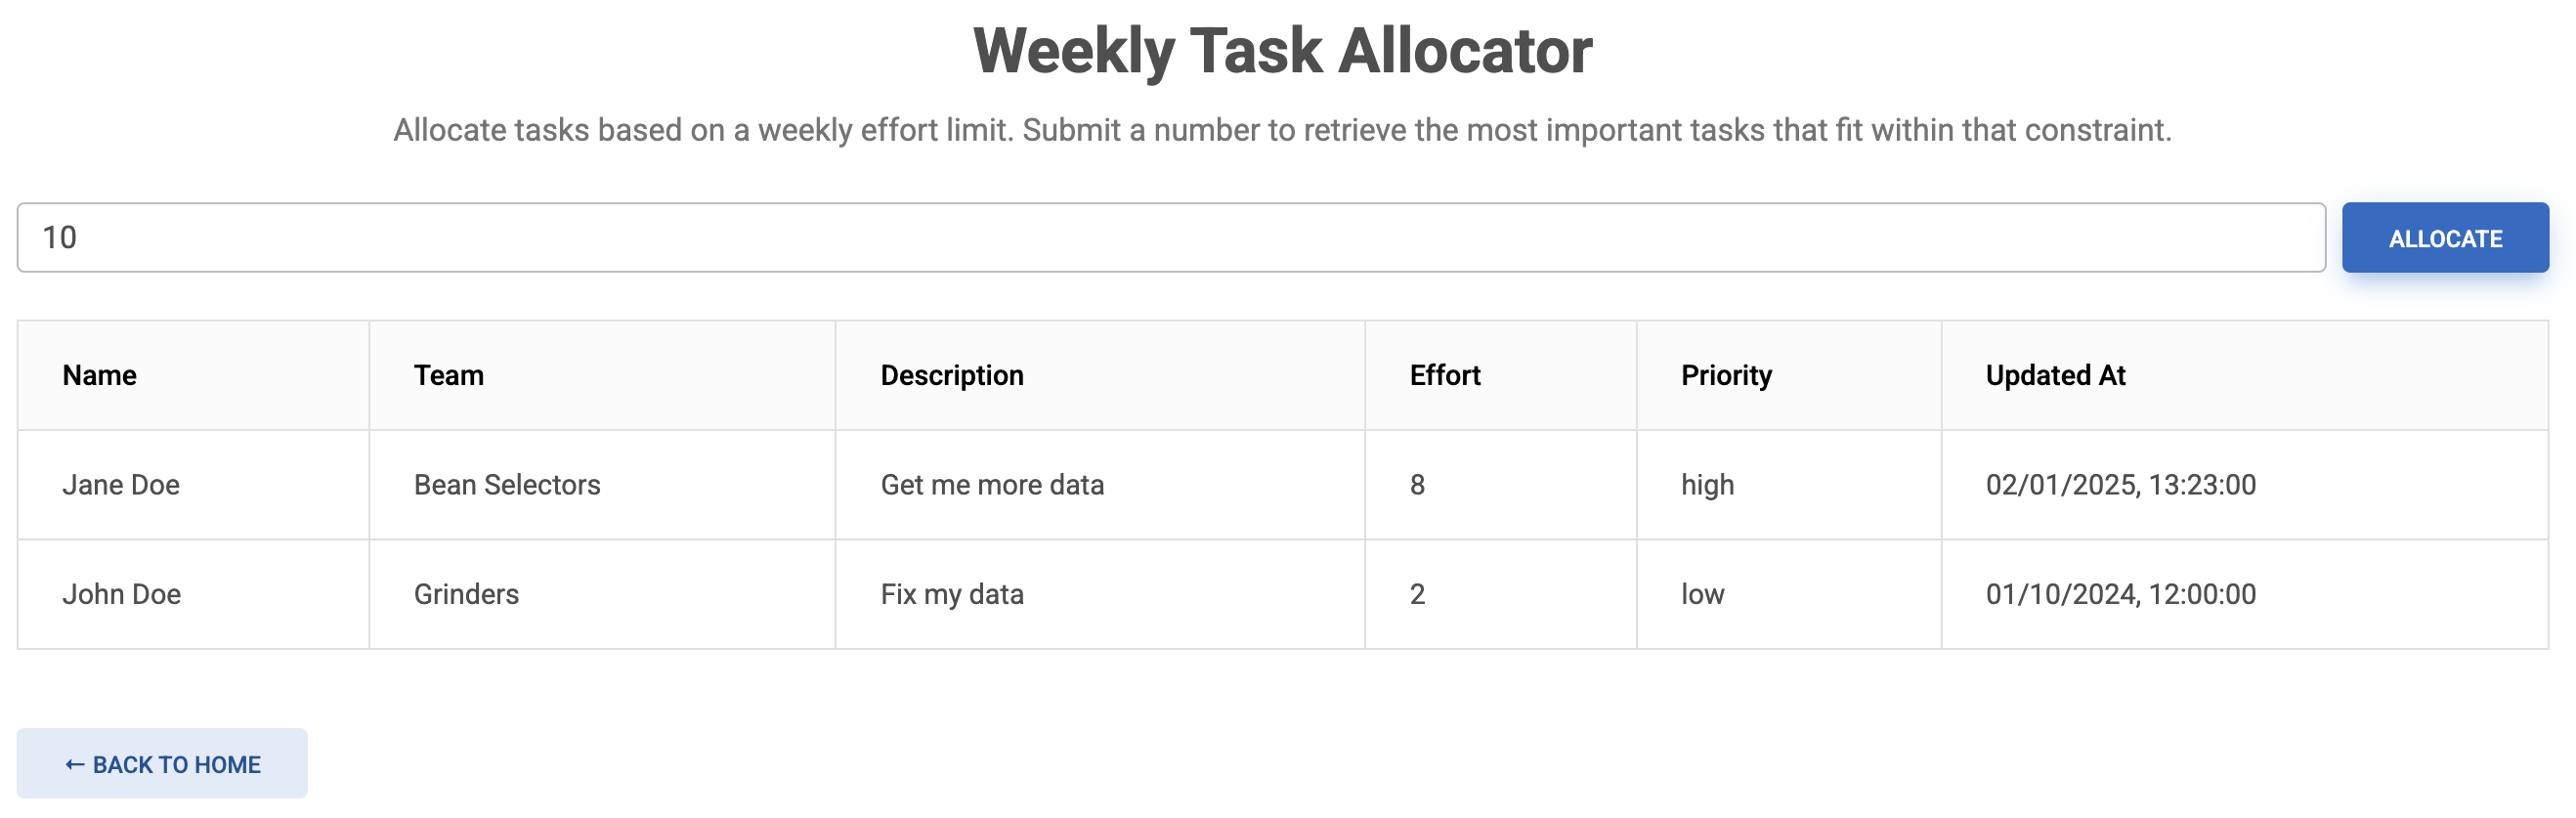 Weekly Task Allocator
Allocate tasks based on a weekly effort limit. Submit a number to retrieve the most important tasks that fit within that constraint.
10 ALLOCATE
Name Team Description Effort Priority Updated At
Jane Doe Bean Selectors Get me more data 8 high 02/01/2025, 13:23:00
John Doe Grinders Fix my data 2 low 01/10/2024, 12:00:00
← BACK TO HOME